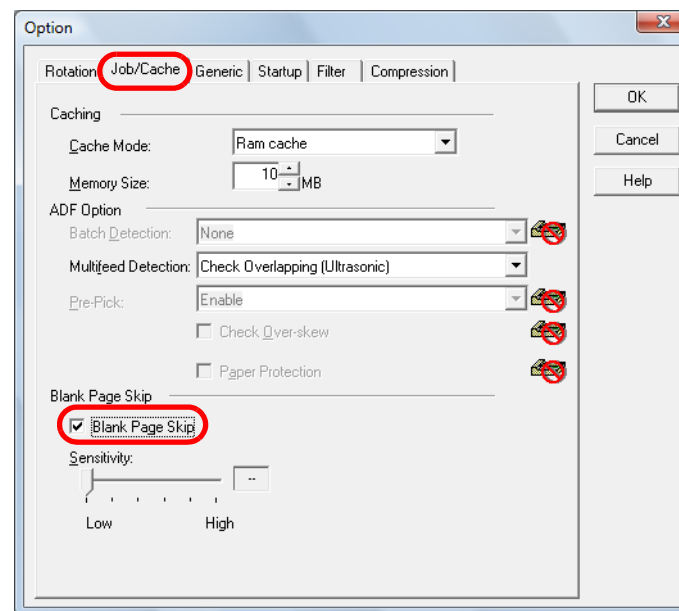 Option
Rotation Job/Cache Generic Startup Filter Compression
OK
Cancel
Help
Caching
Cache Mode: Ram cache
Memory Size: 10 MB
ADF Option
Batch Detection: None
Multifeed Detection: Check Overlapping (Ultrasonic)
Pre-Pick: Enable
Check Over-skew
Paper Protection
Blank Page Skip
Blank Page Skip
Sensitivity:
--
Low High